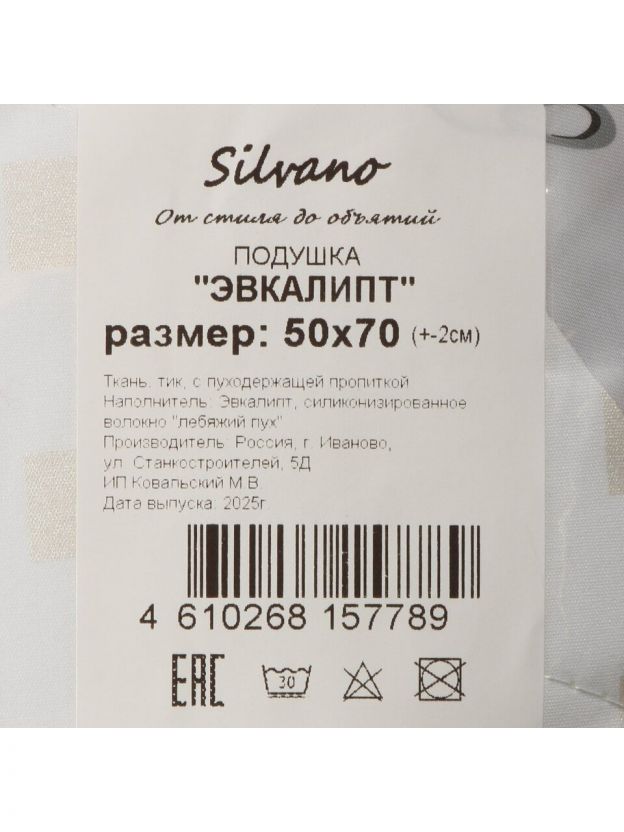 Silvano
От стиля до объятий
ПОДУШКА
"ЭВКАЛИПТ"
размер: 50х70 (+-2см)
Ткань: тик, с пуходержащей пропиткой
Наполнитель: Эвкалипт, силиконизированное
волокно "лебяжий пух"
Производитель: Россия, г. Иваново,
ул. Станкостроителей, 5Д
ИП Ковальский М.В.
Дата выпуска: 2025г.
4 610268 157789
EAC 30